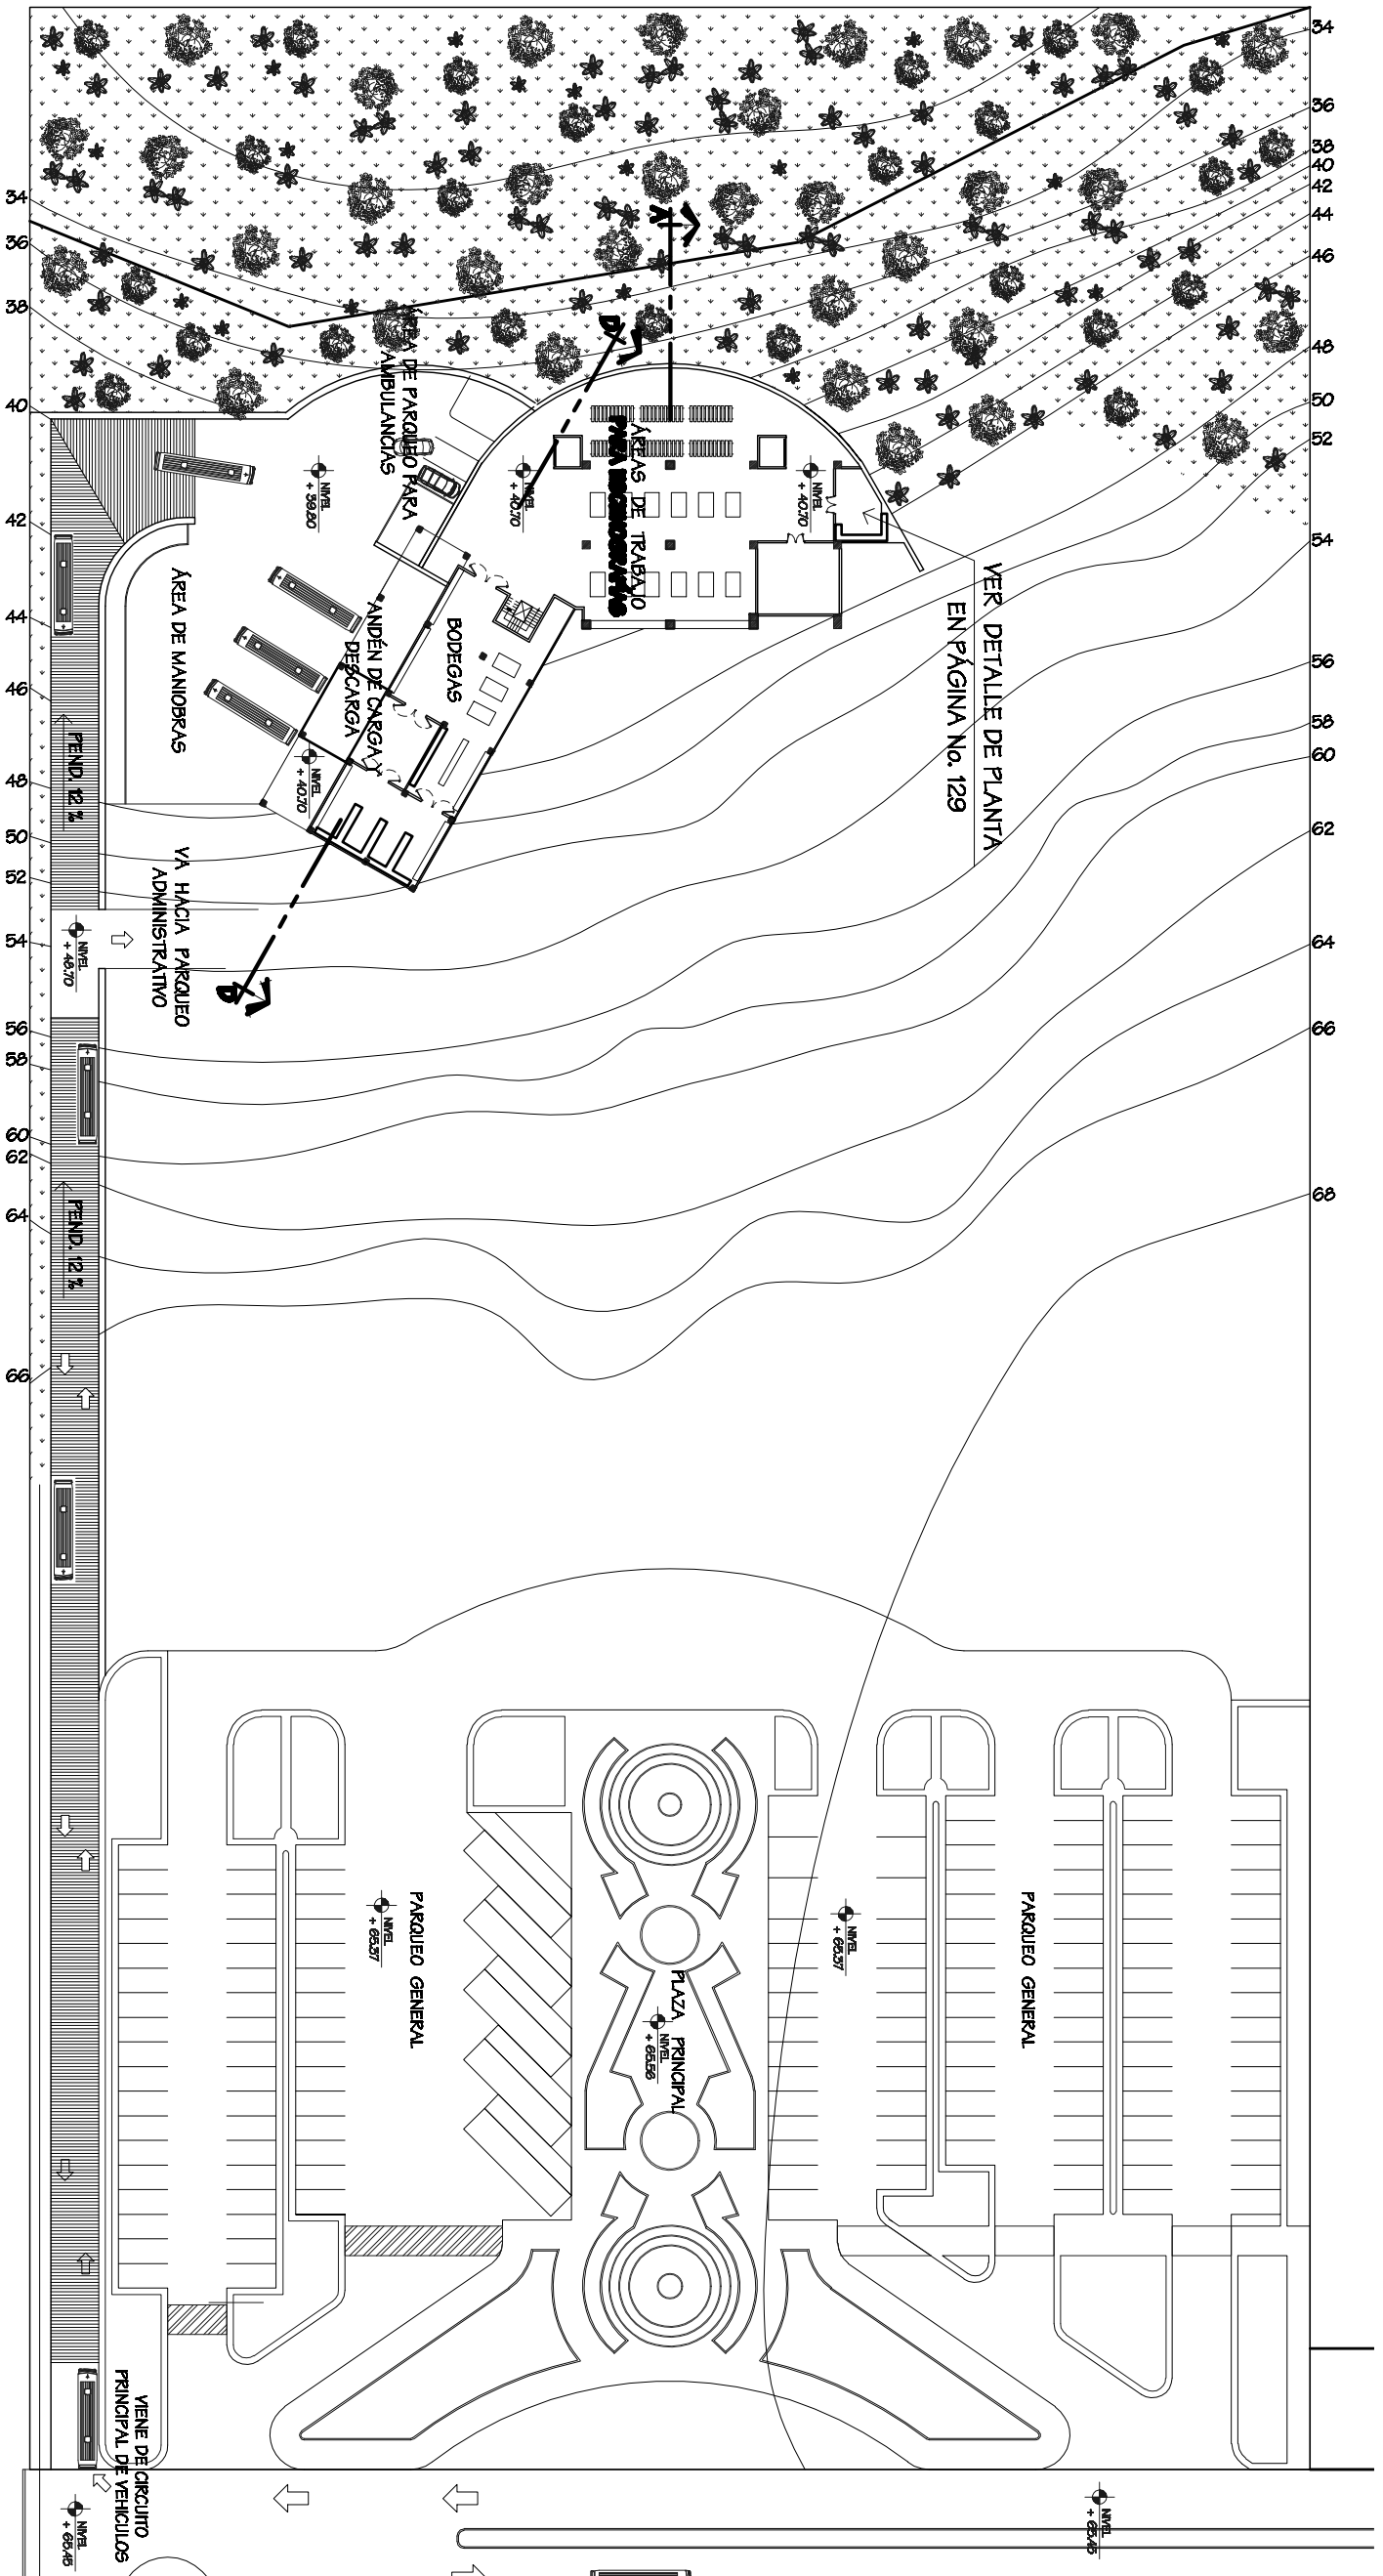 34
36
38
40
42
44
46
48
50
52
54
56
58
60
62
64
66
68
34
36
38
40
42
44
46
48
50
52
54
56
58
60
62
64
66
ÁREA DE PARQUEO PARA
AMBULANCIAS
ÁREAS DE TRABAJO
NIVEL
+ 39.80
NIVEL
+ 40.70
NIVEL
+ 40.70
VER DETALLE DE PLANTA
EN PÁGINA No. 129
BODEGAS
ANDÉN DE CARGA Y
DESCARGA
NIVEL
+ 40.70
ÁREA DE MANIOBRAS
PEND. 12 %
VA HACIA PARQUEO
ADMINISTRATIVO
NIVEL
+ 48.70
PEND. 12 %
PARQUEO GENERAL
NIVEL
+ 65.37
PLAZA PRINCIPAL
NIVEL
+ 65.56
NIVEL
+ 65.37
PARQUEO GENERAL
VIENE DE CIRCUITO
PRINCIPAL DE VEHICULOS
NIVEL
+ 65.45
NIVEL
+ 65.45